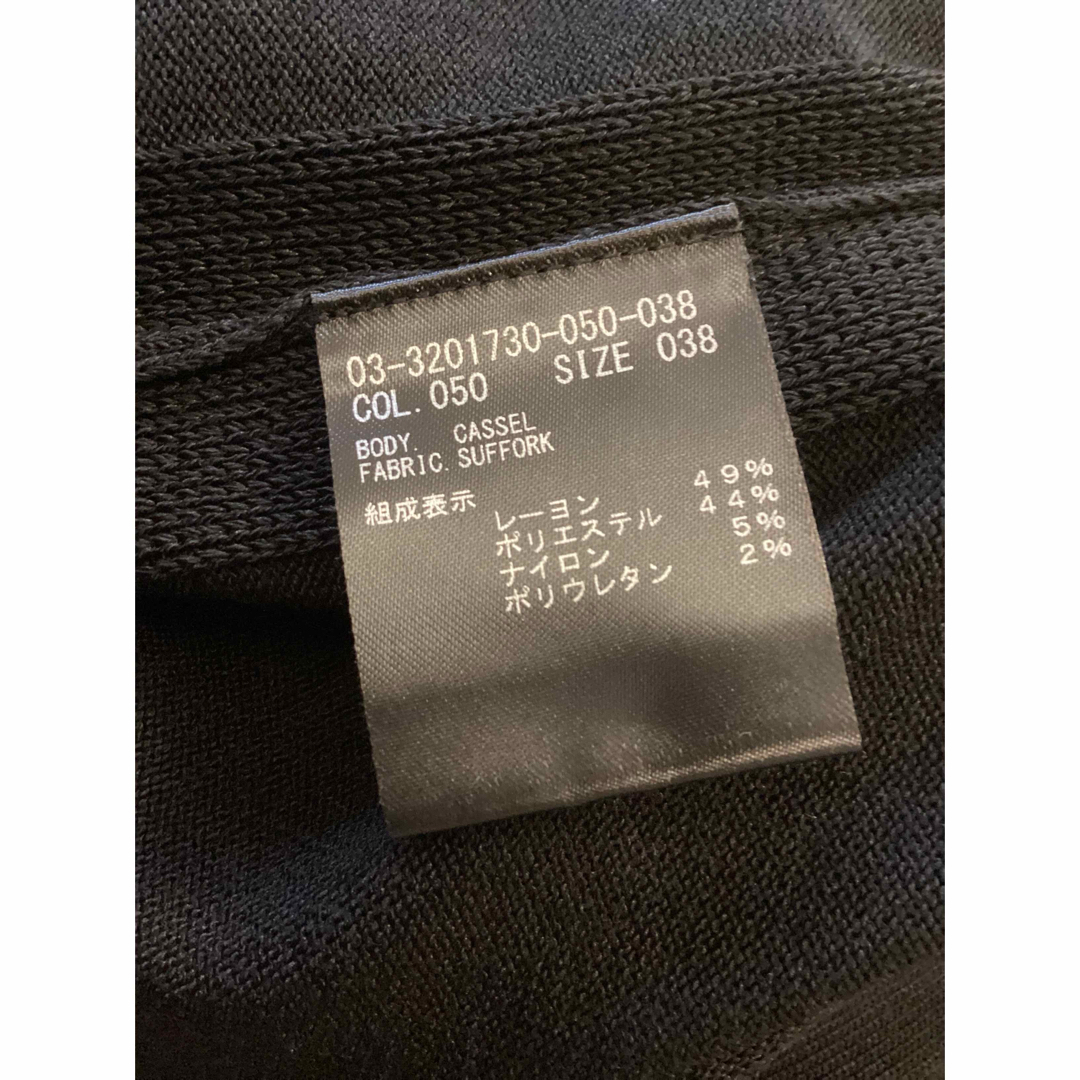 03-3201730-050-038
COL. 050 SIZE 038
BODY. CASSEL
FABRIC. SUFFORK
組成表示
レーヨン 49%
ポリエステル 44%
ナイロン 5%
ポリウレタン 2%